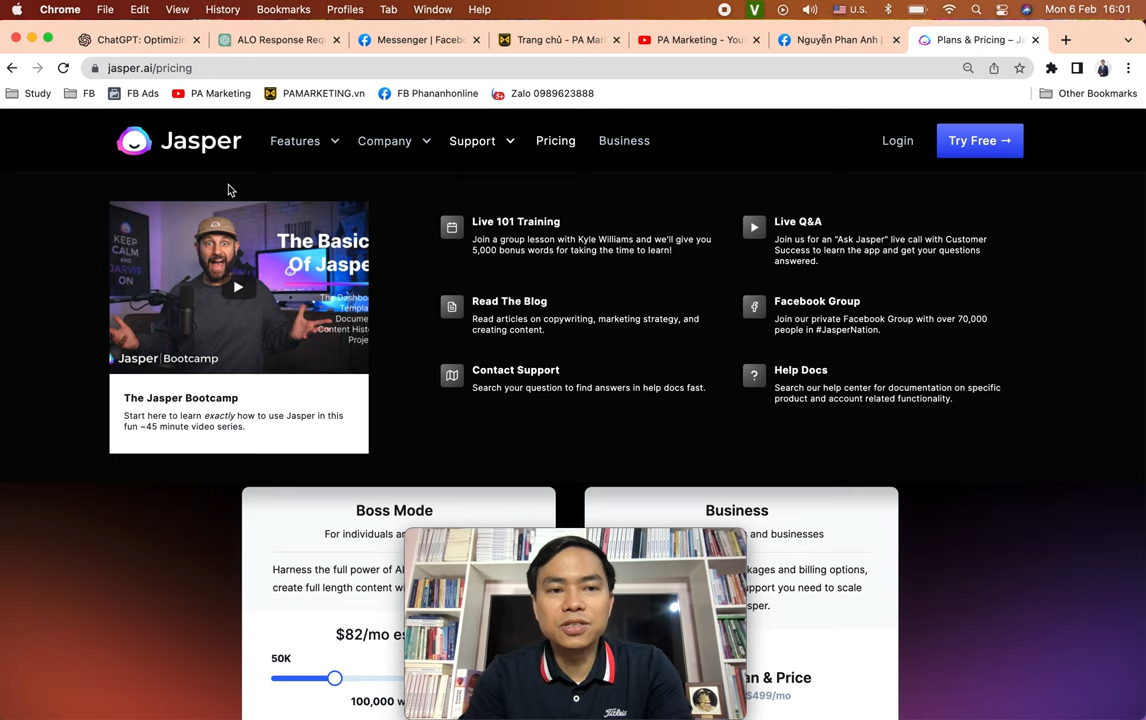 Chrome File Edit View History Bookmarks Profiles Tab Window Help V U.S. Mon 6 Feb 16:01
ChatGPT: Optimizin ALO Response Req Messenger | Facebo Trang chủ - PA Mar PA Marketing - You Nguyễn Phan Anh | Plans & Pricing – Ja
jasper.ai/pricing
Study FB FB Ads PA Marketing PAMARKETING.vn FB Phananhonline Zalo 0989623888 Other Bookmarks
Jasper Features Company Support Pricing Business Login Try Free →
KEEP
CALM
AND
JARVIS
ON
The Basic
Of Jaspe
The Dashbo
Templa
Docume
Content Histo
Proje
Jasper | Bootcamp
The Jasper Bootcamp
Start here to learn exactly how to use Jasper in this
fun ~45 minute video series.
Live 101 Training
Join a group lesson with Kyle Williams and we'll give you
5,000 bonus words for taking the time to learn!
Live Q&A
Join us for an "Ask Jasper" live call with Customer
Success to learn the app and get your questions
answered.
Read The Blog
Read articles on copywriting, marketing strategy, and
creating content.
Facebook Group
Join our private Facebook Group with over 70,000
people in #JasperNation.
Contact Support
Search your question to find answers in help docs fast.
Help Docs
Search our help center for documentation on specific
product and account related functionality.
Boss Mode
For individuals a
Harness the full power of AI
create full length content wi
$82/mo
50K
100,000 w
Business
and businesses
kages and billing options,
pport you need to scale
sper.
an & Price
$499/mo
Titleist